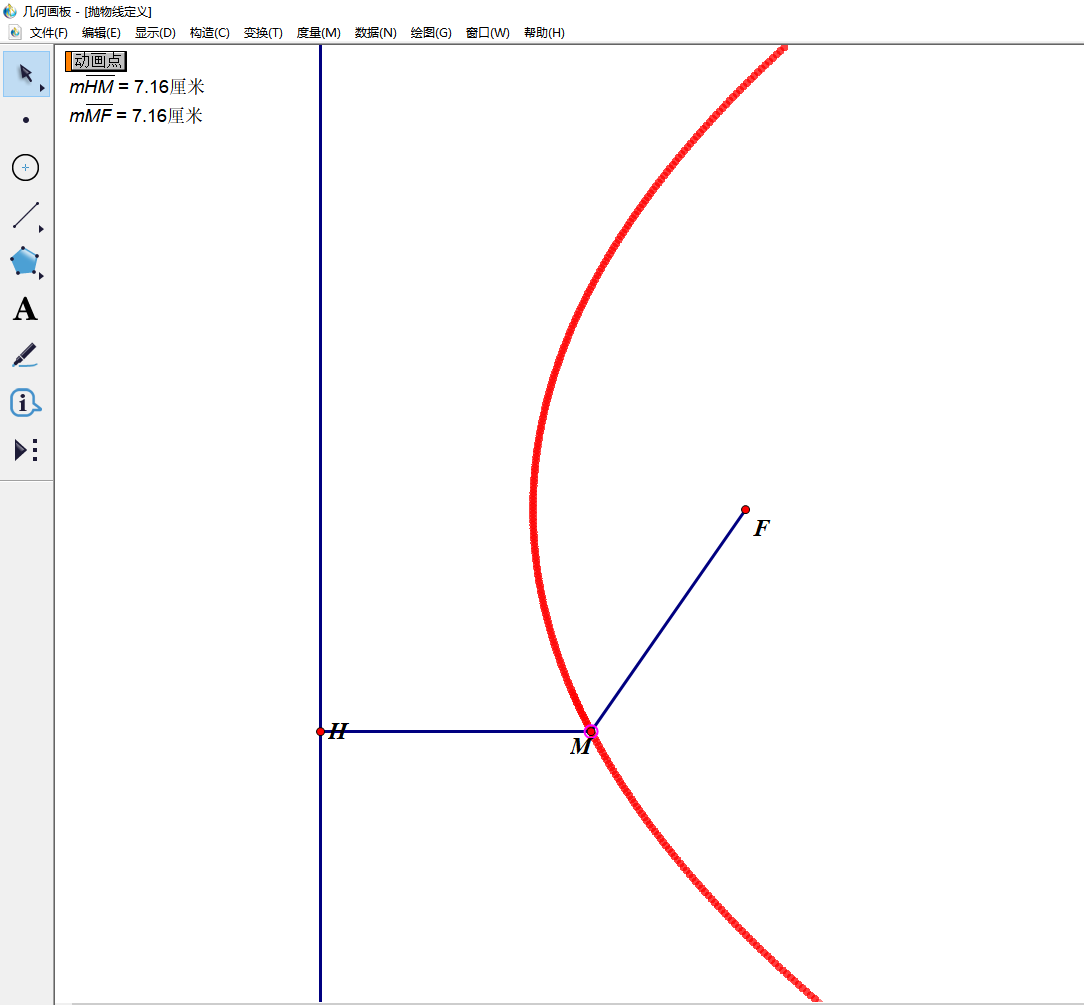 几何画板 - [抛物线定义]
文件(F) 编辑(E) 显示(D) 构造(C) 变换(T) 度量(M) 数据(N) 绘图(G) 窗口(W) 帮助(H)
动画点
mHM = 7.16厘米
mMF = 7.16厘米
A
i
F
H
M